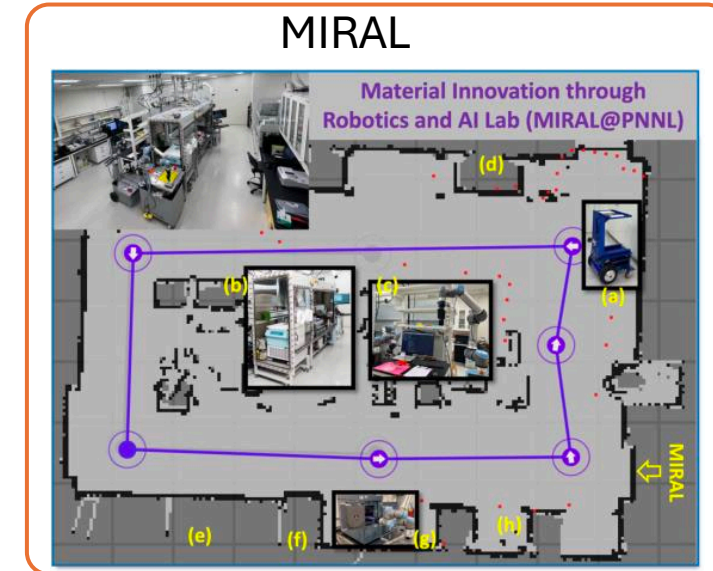 MIRAL
Material Innovation through
Robotics and AI Lab (MIRAL@PNNL)
(d)
(b)
(c)
(a)
MIRAL
(e)
(f)
(g)
(h)